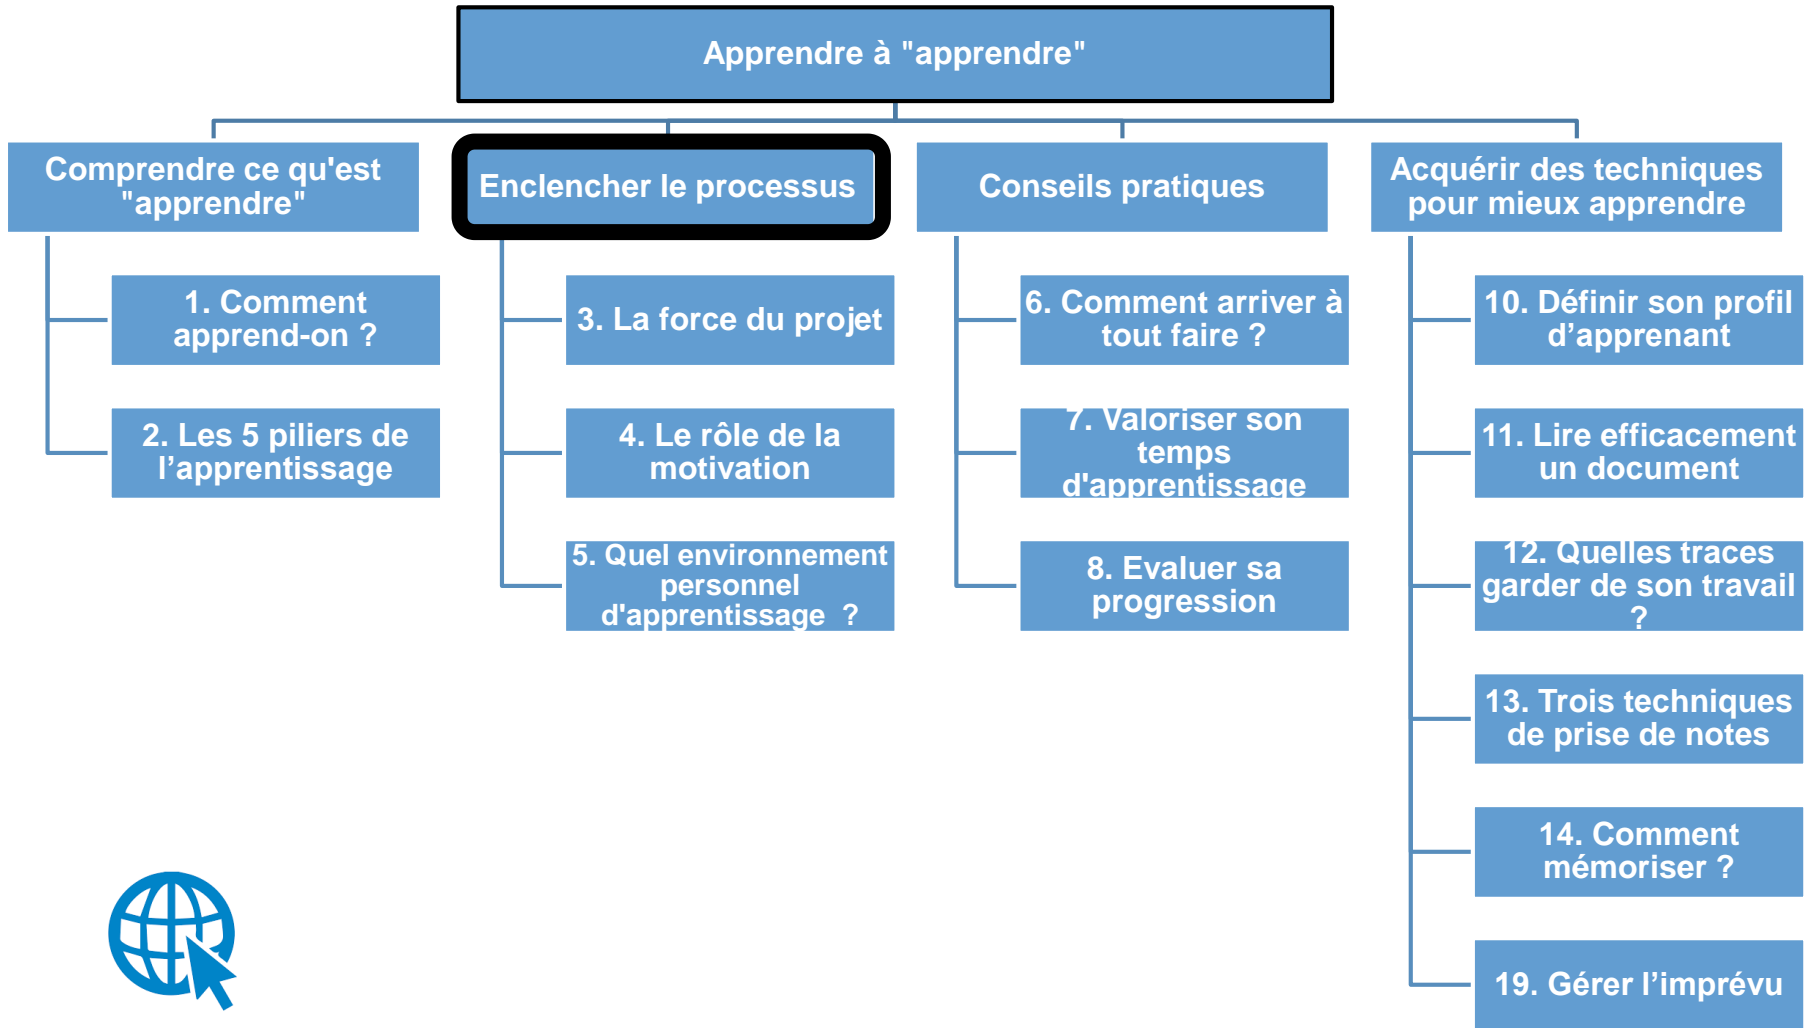 Apprendre à "apprendre"
Comprendre ce qu'est
"apprendre"
1. Comment
apprend-on ?
2. Les 5 piliers de
l’apprentissage
Enclencher le processus
3. La force du projet
4. Le rôle de la
motivation
5. Quel environnement
personnel
d'apprentissage  ?
Conseils pratiques
6. Comment arriver à
tout faire ?
7. Valoriser son
temps
d'apprentissage
8. Evaluer sa
progression
Acquérir des techniques
pour mieux apprendre
10. Définir son profil
d’apprenant
11. Lire efficacement
un document
12. Quelles traces
garder de son travail
?
13. Trois techniques
de prise de notes
14. Comment
mémoriser ?
19. Gérer l’imprévu